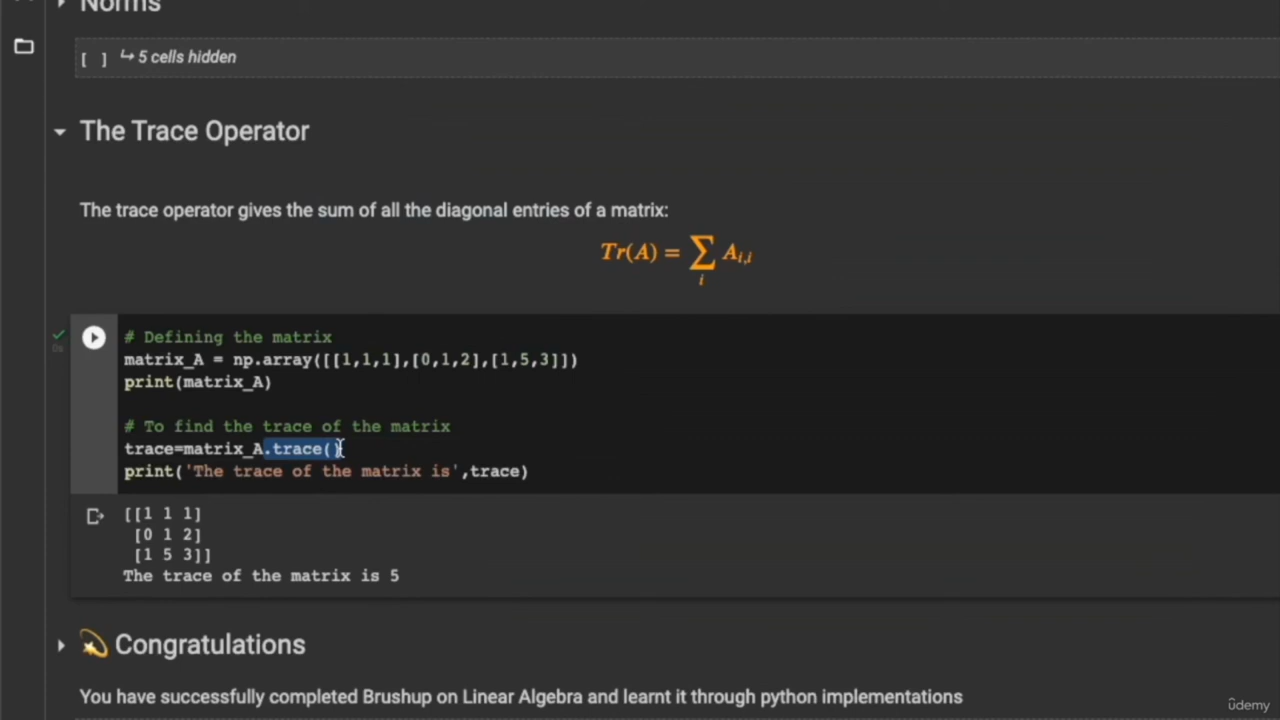 Norms
[ ] ↳ 5 cells hidden
The Trace Operator
The trace operator gives the sum of all the diagonal entries of a matrix:
Tr(A) = ∑ A_{i,i}
i
# Defining the matrix
matrix_A = np.array([[1,1,1],[0,1,2],[1,5,3]])
print(matrix_A)
# To find the trace of the matrix
trace=matrix_A.trace()
print('The trace of the matrix is',trace)
0s
[[1 1 1]
[0 1 2]
[1 5 3]]
The trace of the matrix is 5
💫 Congratulations
You have successfully completed Brushup on Linear Algebra and learnt it through python implementations
ûdemy